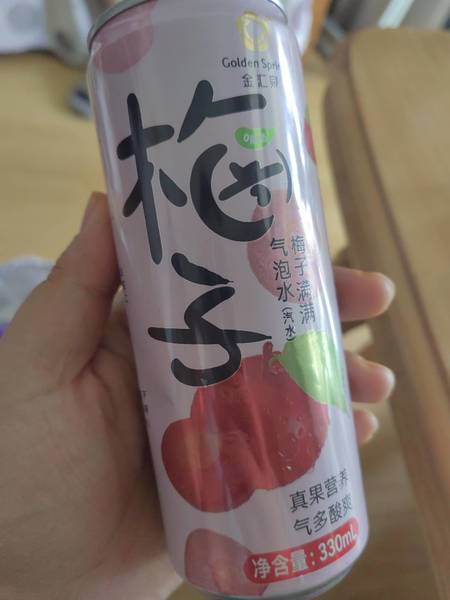 Golden Sprin
金汇泉
梅子
梅子满满
气泡水(汽水)
真果营养
气多酸爽
净含量:330mL